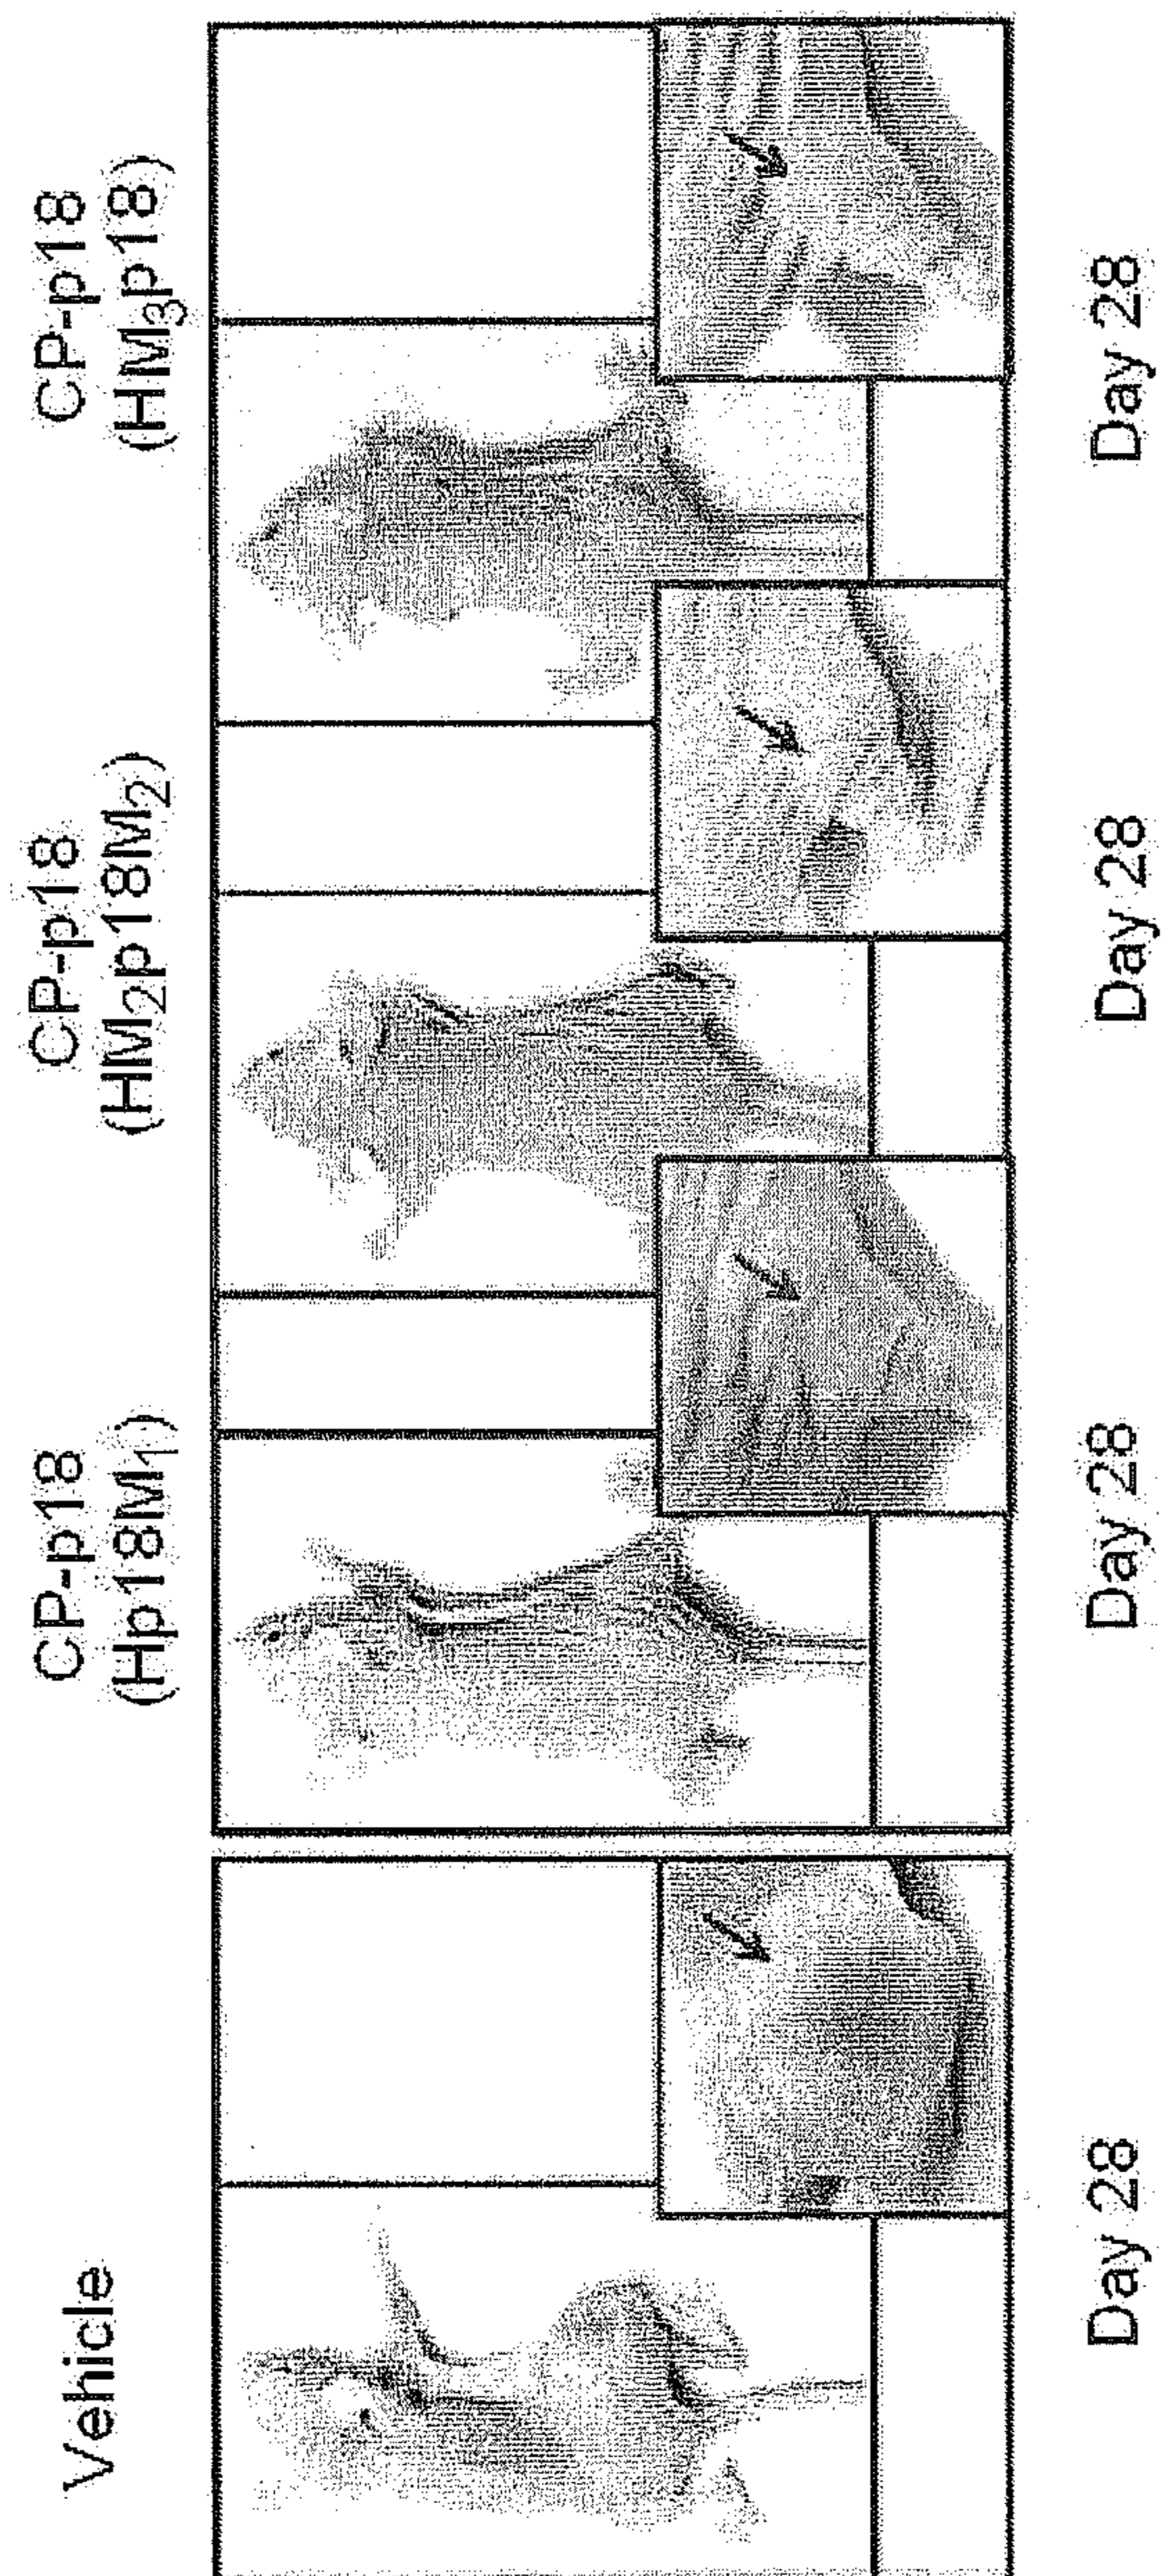 Vehicle
CP-p18
(Hp18M₁)
CP-p18
(HM₂p18M₂)
CP-p18
(HM₃p18)
Day 28
Day 28
Day 28
Day 28